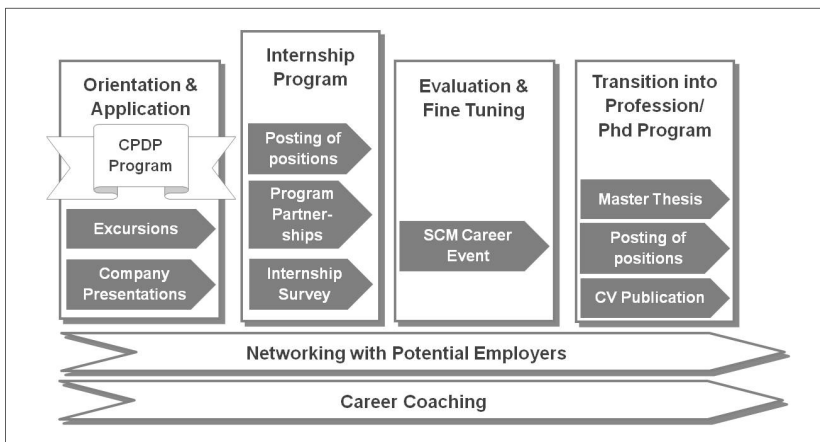 Orientation &
Application
CPDP
Program
Excursions
Company
Presentations
Internship
Program
Posting of
positions
Program
Partner-
ships
Internship
Survey
Evaluation &
Fine Tuning
SCM Career
Event
Transition into
Profession/
Phd Program
Master Thesis
Posting of
positions
CV Publication
Networking with Potential Employers
Career Coaching